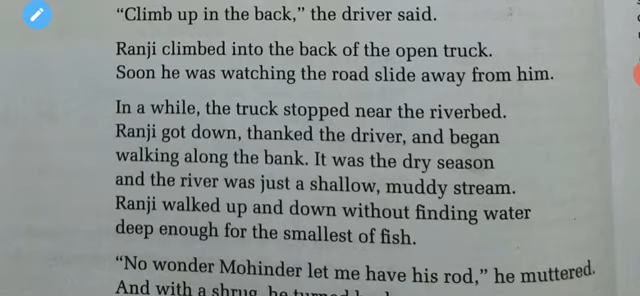 “Climb up in the back,” the driver said.
Ranji climbed into the back of the open truck.
Soon he was watching the road slide away from him.
In a while, the truck stopped near the riverbed.
Ranji got down, thanked the driver, and began
walking along the bank. It was the dry season
and the river was just a shallow, muddy stream.
Ranji walked up and down without finding water
deep enough for the smallest of fish.
“No wonder Mohinder let me have his rod,” he muttered.
And with a shrug, he turned